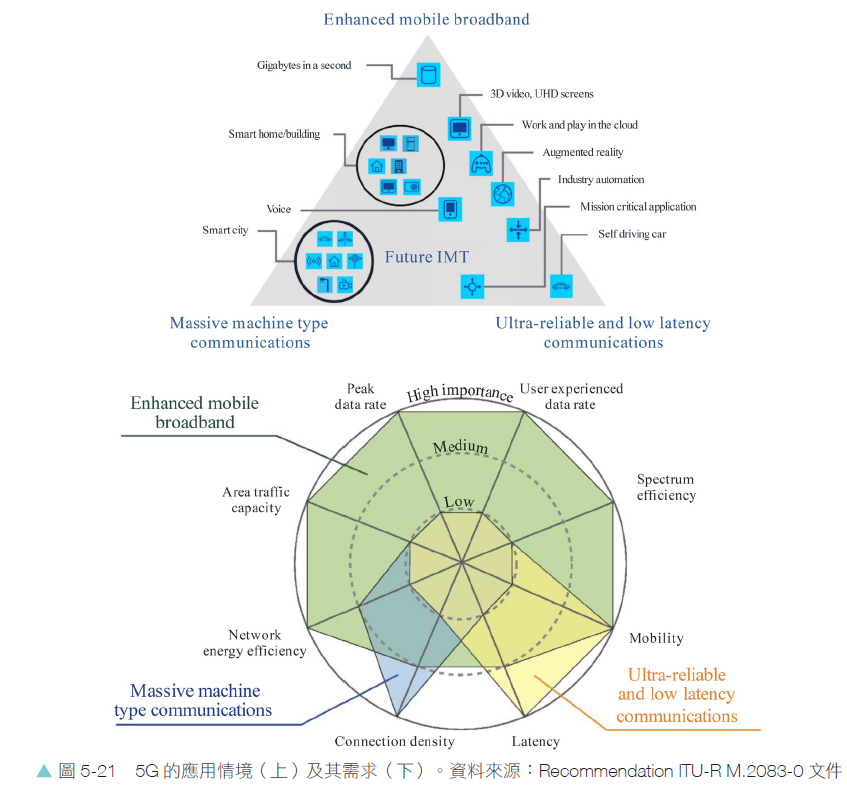 Enhanced mobile broadband
Gigabytes in a second
3D video, UHD screens
Smart home/building
Work and play in the cloud
Augmented reality
Industry automation
Voice
Mission critical application
Smart city
Self driving car
Future IMT
Massive machine type
communications
Ultra-reliable and low latency
communications
Peak
data rate
High importance
User experienced
data rate
Enhanced mobile
broadband
Medium
Area traffic
capacity
Low
Spectrum
efficiency
Network
energy efficiency
Mobility
Massive machine
type communications
Ultra-reliable
and low latency
communications
Connection density
Latency
▲ 圖 5-21 5G 的應用情境（上）及其需求（下）。資料來源：Recommendation ITU-R M.2083-0 文件